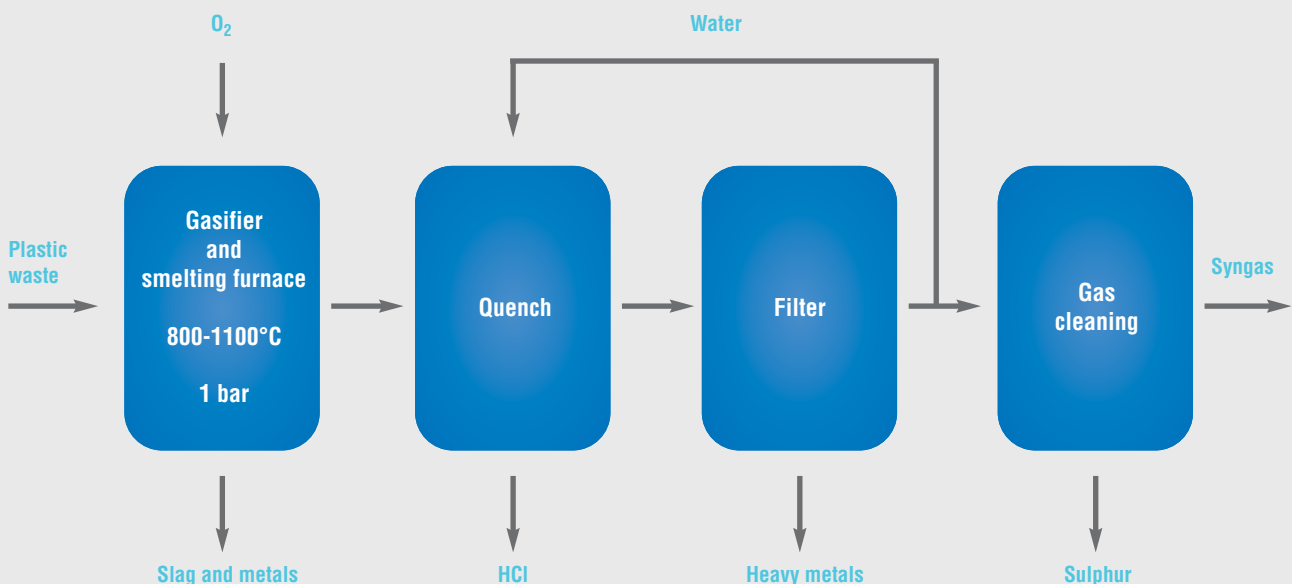 O₂
Water
Plastic
waste
Gasifier
and
smelting furnace
800-1100°C
1 bar
Quench
Filter
Gas
cleaning
Syngas
Slag and metals
HCl
Heavy metals
Sulphur